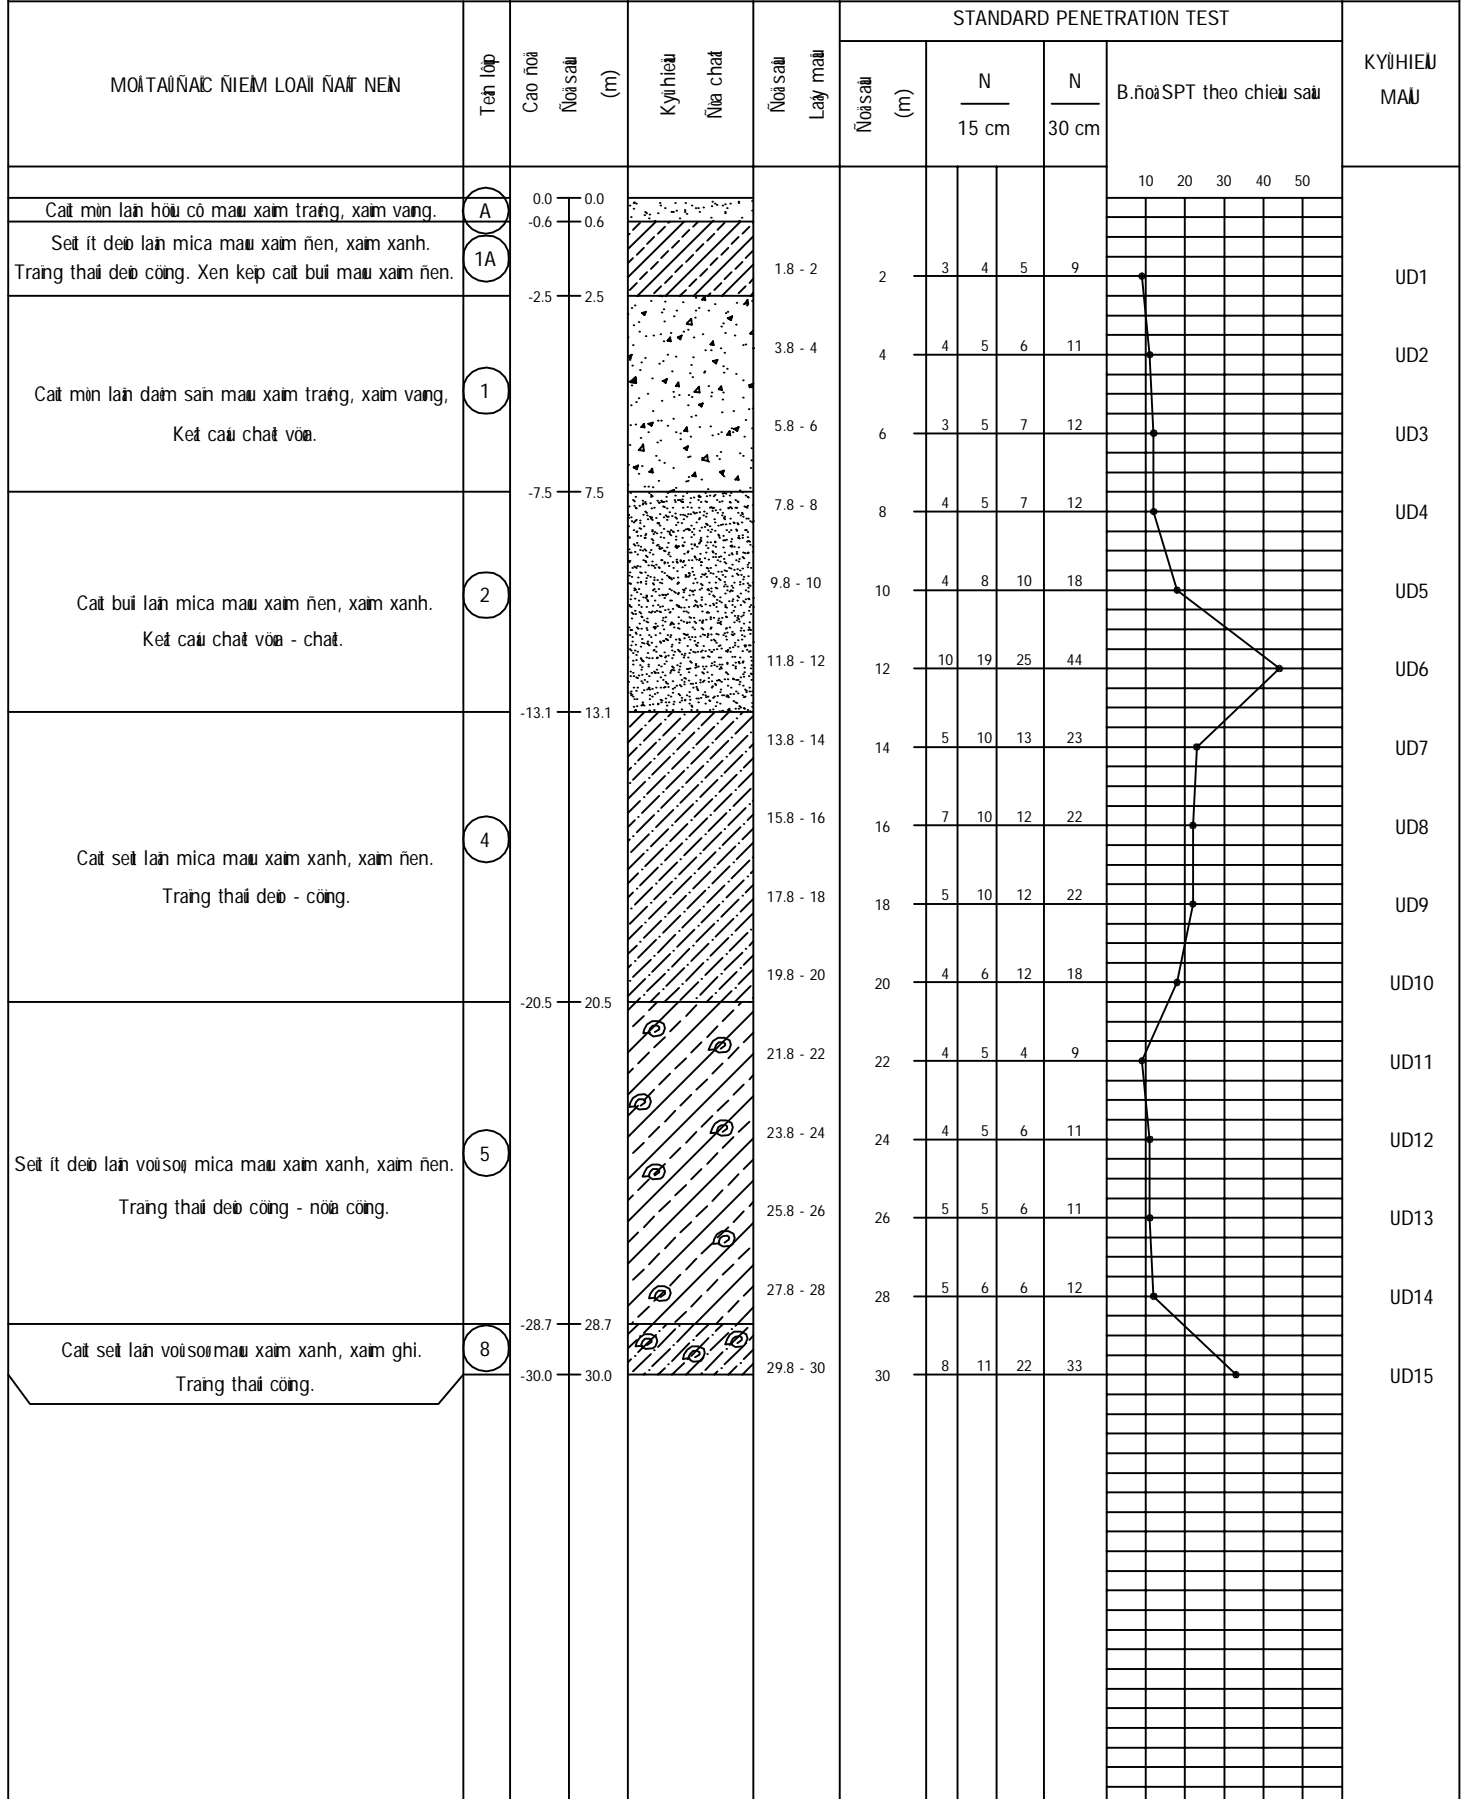 STANDARD PENETRATION TEST
MOÂ TAÛ ÑAËC ÑIEÅM LOAÏI ÑAÁT NEÀN
Teân lôùp
Cao ñoä
Ñoä saâu
(m)
Kyù hieäu
Ñòa chaát
Ñoä saâu
Laáy maãu
Ñoä saâu
(m)
N
15 cm
N
30 cm
B.ñoà SPT theo chieàu saâu
KYÙ HIEÄU
MAÃU
10 20 30 40 50
Caùt mòn laãn höõu cô maøu xaùm traéng, xaùm vaøng.
A
0.0 0.0
-0.6 0.6
Seùt ít deûo laãn mica maøu xaùm ñen, xaùm xanh.
Traïng thaùi deûo cöùng. Xen keïp caùt buïi maøu xaùm ñen.
1A
1.8 - 2
2 3 4 5 9 UD1
-2.5 2.5
3.8 - 4
4 4 5 6 11 UD2
Caùt mòn laãn daêm saïn maøu xaùm traéng, xaùm vaøng,
Keát caáu chaët vöøa.
1
5.8 - 6
6 3 5 7 12 UD3
-7.5 7.5
7.8 - 8
8 4 5 7 12 UD4
9.8 - 10
10 4 8 10 18 UD5
Caùt buïi laãn mica maøu xaùm ñen, xaùm xanh.
Keát caáu chaët vöøa - chaët.
2
11.8 - 12
12 10 19 25 44 UD6
-13.1 13.1
13.8 - 14
14 5 10 13 23 UD7
15.8 - 16
16 7 10 12 22 UD8
Caùt seùt laãn mica maøu xaùm xanh, xaùm ñen.
Traïng thaùi deûo - cöùng.
4
17.8 - 18
18 5 10 12 22 UD9
19.8 - 20
20 4 6 12 18 UD10
-20.5 20.5
21.8 - 22
22 4 5 4 9 UD11
23.8 - 24
24 4 5 6 11 UD12
Seùt ít deûo laãn voû soø, mica maøu xaùm xanh, xaùm ñen.
Traïng thaùi deûo cöùng - nöûa cöùng.
5
25.8 - 26
26 5 5 6 11 UD13
27.8 - 28
28 5 6 6 12 UD14
-28.7 28.7
Caùt seùt laãn voû soø maøu xaùm xanh, xaùm ghi.
Traïng thaùi cöùng.
8
29.8 - 30
-30.0 30.0
30 8 11 22 33 UD15